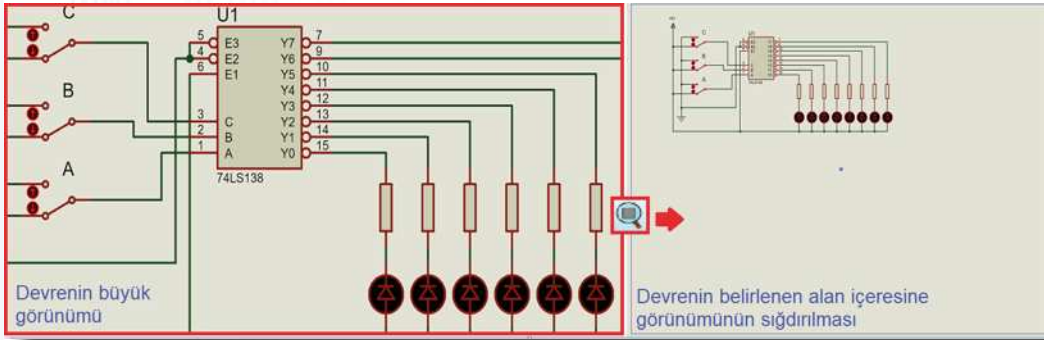 C
B
A
U1
5
4
6
3
2
1
E3
E2
E1
C
B
A
Y7
Y6
Y5
Y4
Y3
Y2
Y1
Y0
7
9
10
11
12
13
14
15
74LS138
Devrenin büyük
görünümü
Devrenin belirlenen alan içeresine
görünümünün sığdırılması